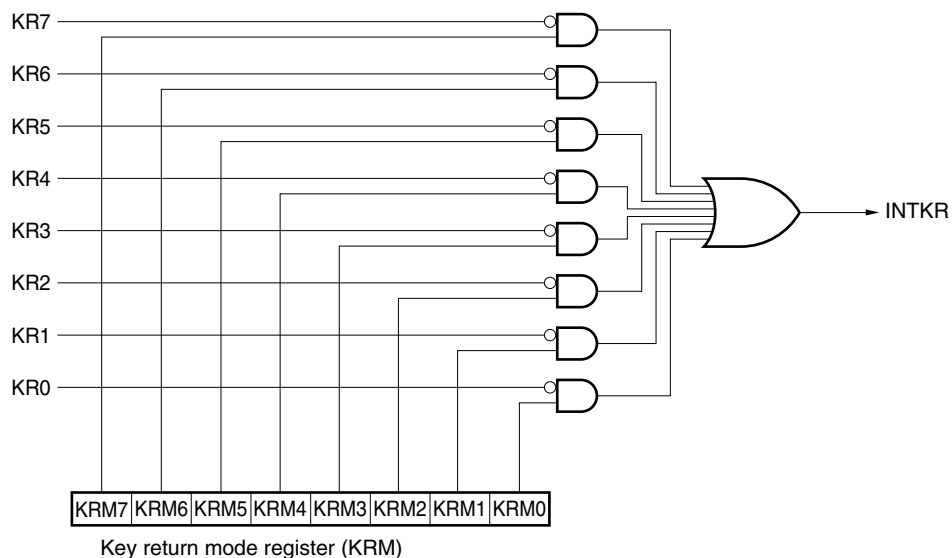 KR7
KR6
KR5
KR4
KR3
INTKR
KR2
KR1
KR0
KRM7 KRM6 KRM5 KRM4 KRM3 KRM2 KRM1 KRM0
Key return mode register (KRM)